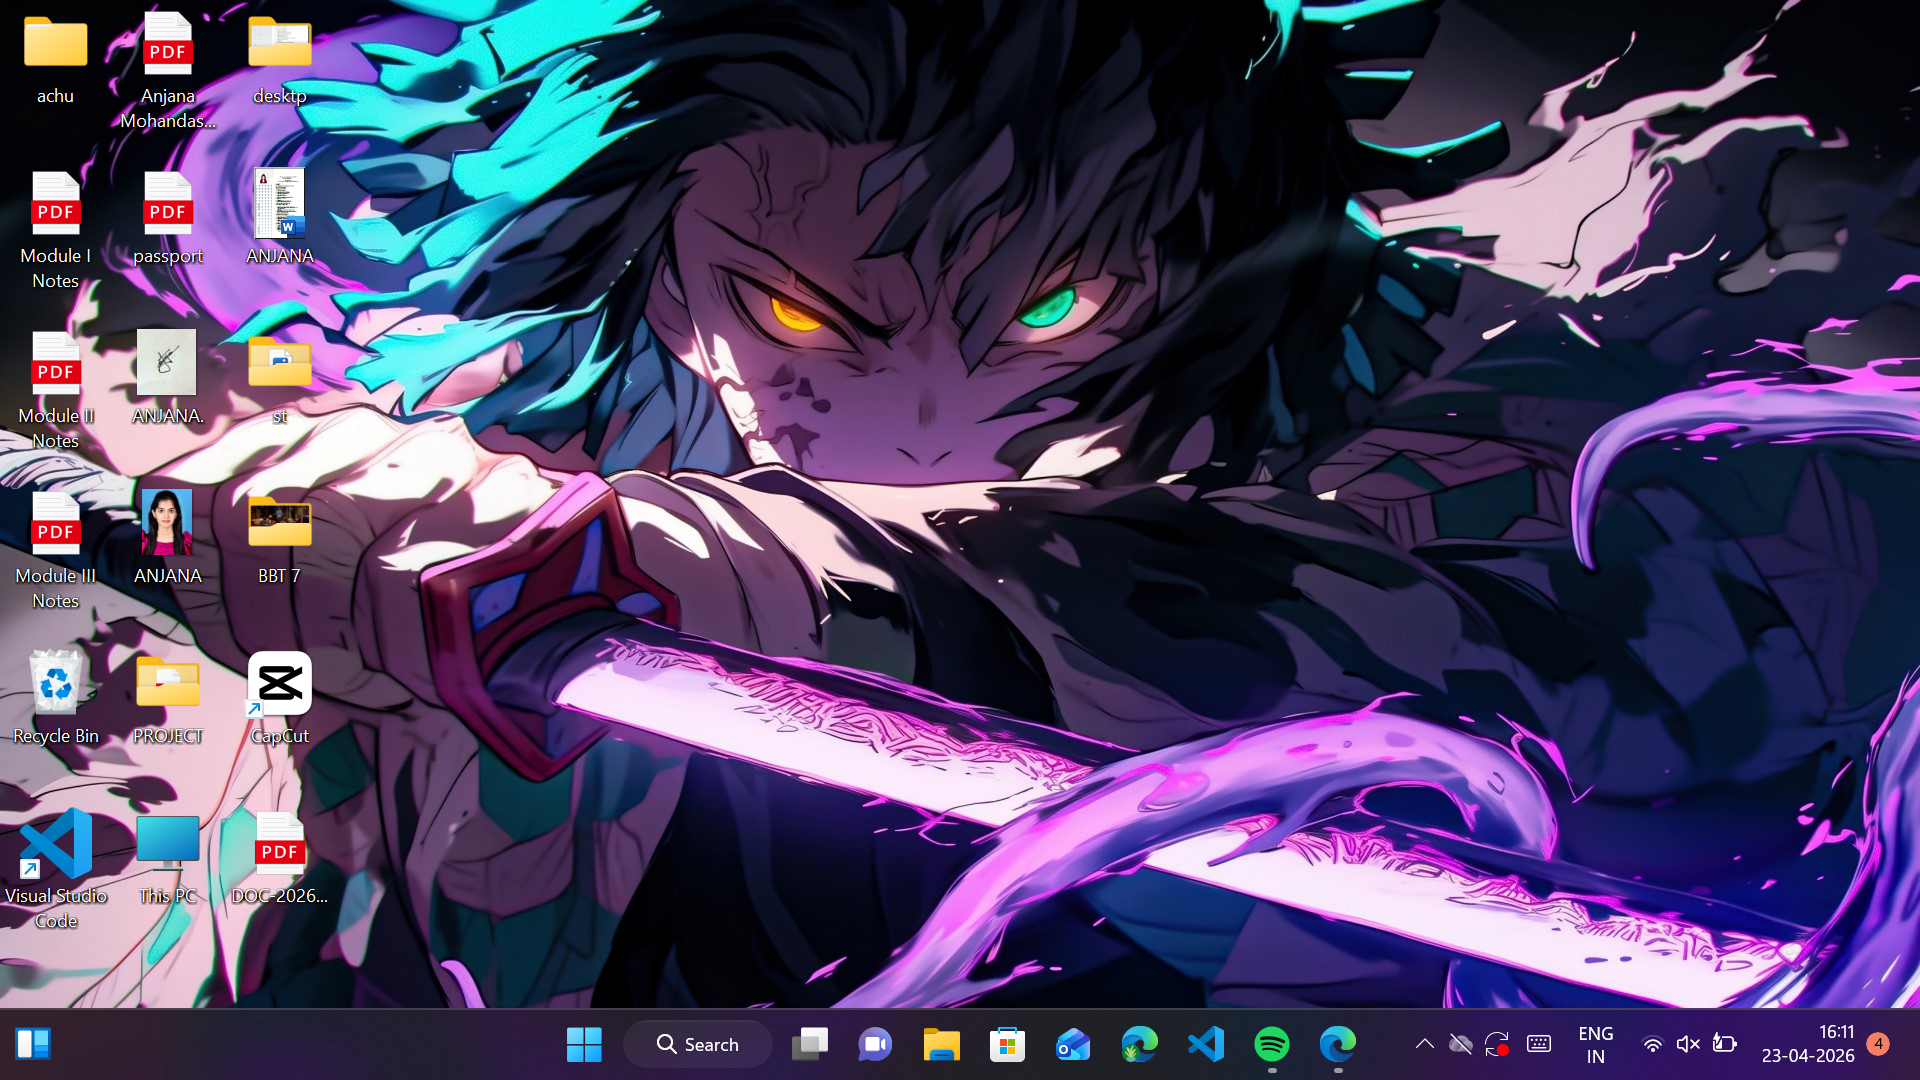 achu
PDF
Anjana
Mohandas...
desktp
PDF
Module I
Notes
PDF
passport
W
ANJANA
PDF
Module II
Notes
ANJANA.
st
PDF
Module III
Notes
ANJANA
BBT 7
Recycle Bin
PROJECT
CapCut
Visual Studio
Code
This PC
PDF
DOC-2026...
Search
ENG
IN
16:11
23-04-2026
4